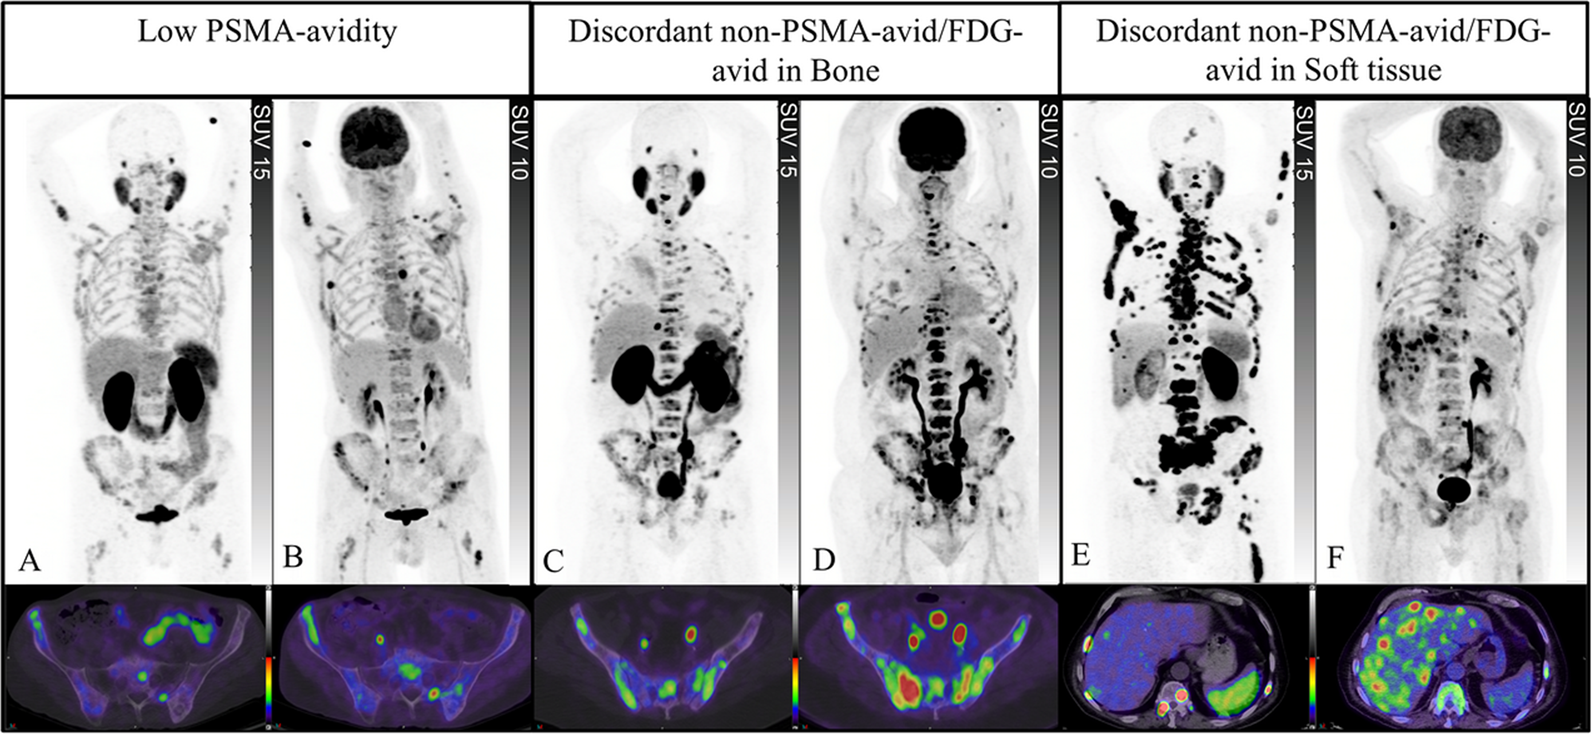 Low PSMA-avidity
Discordant non-PSMA-avid/FDG-
avid in Bone
Discordant non-PSMA-avid/FDG-
avid in Soft tissue
SUV 15
SUV 10
SUV 15
SUV 10
SUV 15
SUV 10
A
B
C
D
E
F